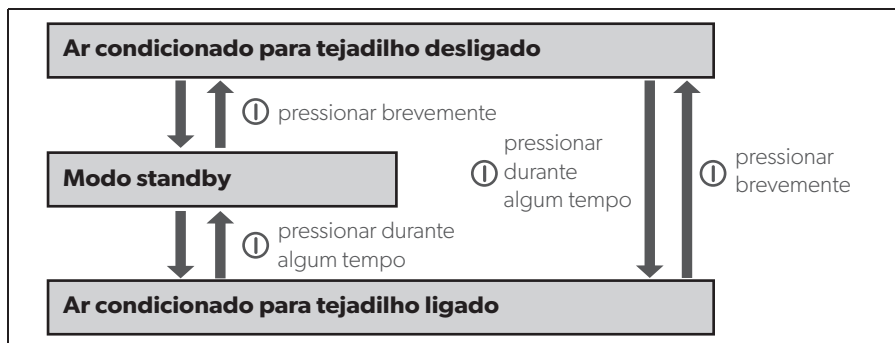 Ar condicionado para tejadilho desligado
pressionar brevemente
Modo standby
pressionar durante
algum tempo
pressionar
durante
algum tempo
pressionar
brevemente
Ar condicionado para tejadilho ligado